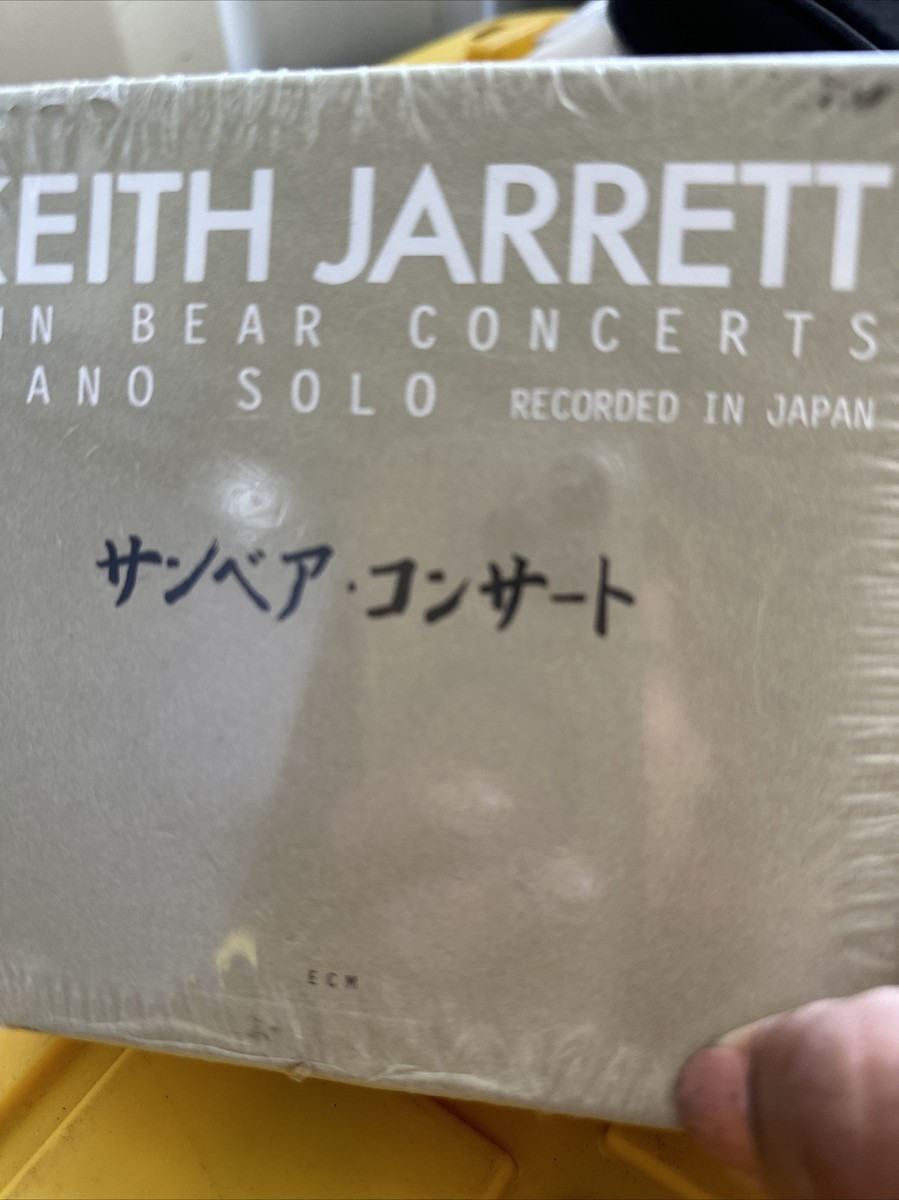 KEITH JARRETT
UN BEAR CONCERTS
ANO SOLO RECORDED IN JAPAN
サンベア・コンサート
ECM